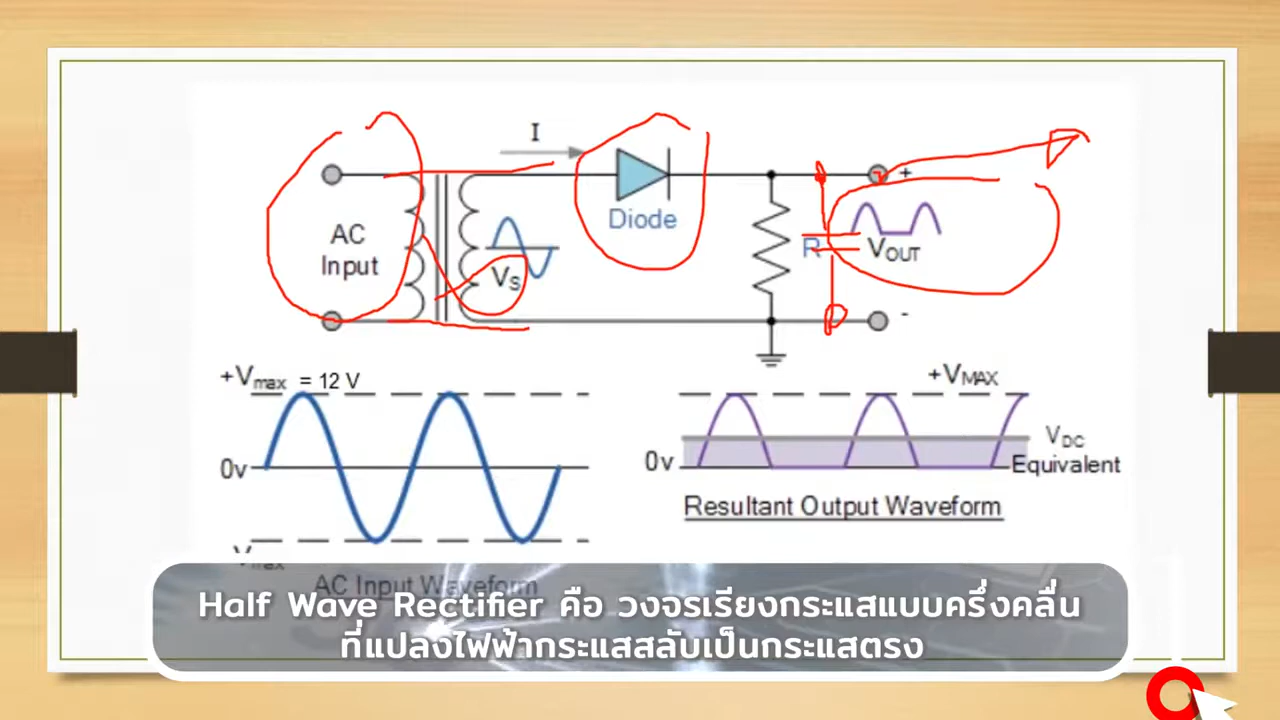 I
+
AC
Input
Diode
R
VS
VOUT
-
+Vmax = 12 V
+VMAX
0v
0v
VDC
Equivalent
Resultant Output Waveform
AC Input Waveform
Half Wave Rectifier คือ วงจรเรียงกระแสแบบครึ่งคลื่น
ที่แปลงไฟฟ้ากระแสสลับเป็นกระแสตรง